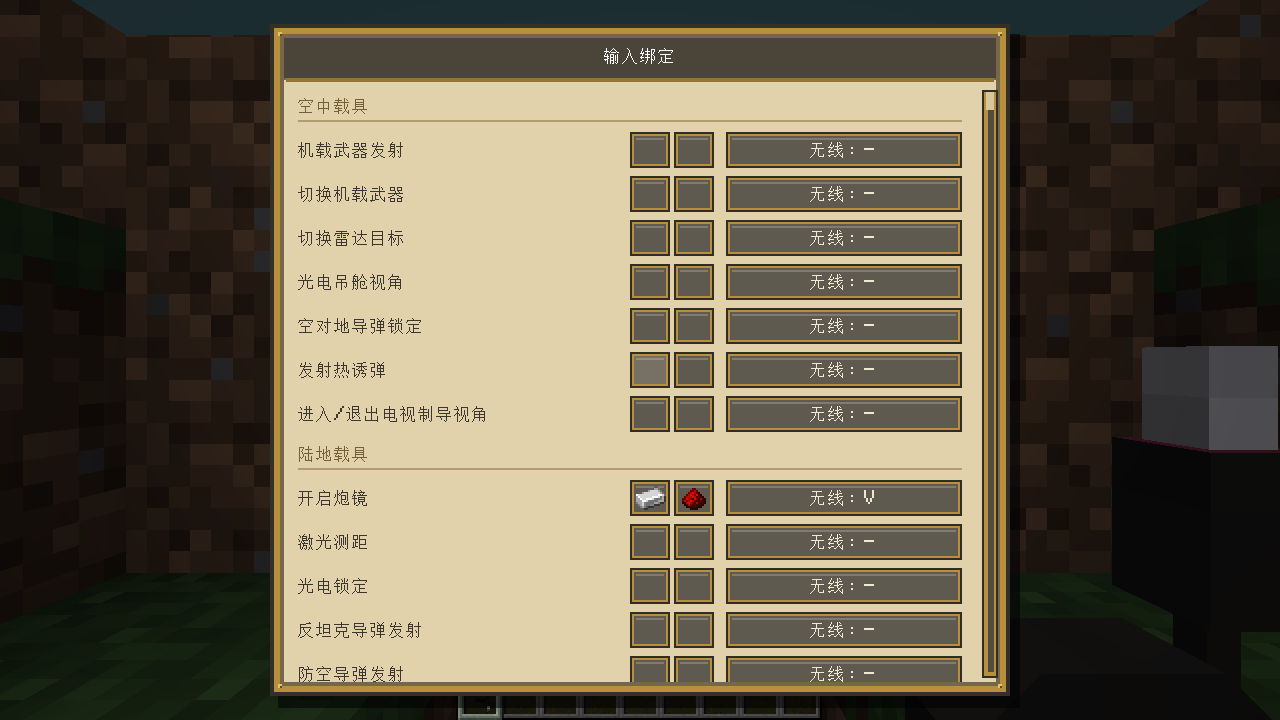 输入绑定
空中载具
机载武器发射 无线：—
切换机载武器 无线：—
切换雷达目标 无线：—
光电吊舱视角 无线：—
空对地导弹锁定 无线：—
发射热诱弹 无线：—
进入/退出电视制导视角 无线：—
陆地载具
开启炮镜 无线：V
激光测距 无线：—
光电锁定 无线：—
反坦克导弹发射 无线：—
防空导弹发射 无线：—